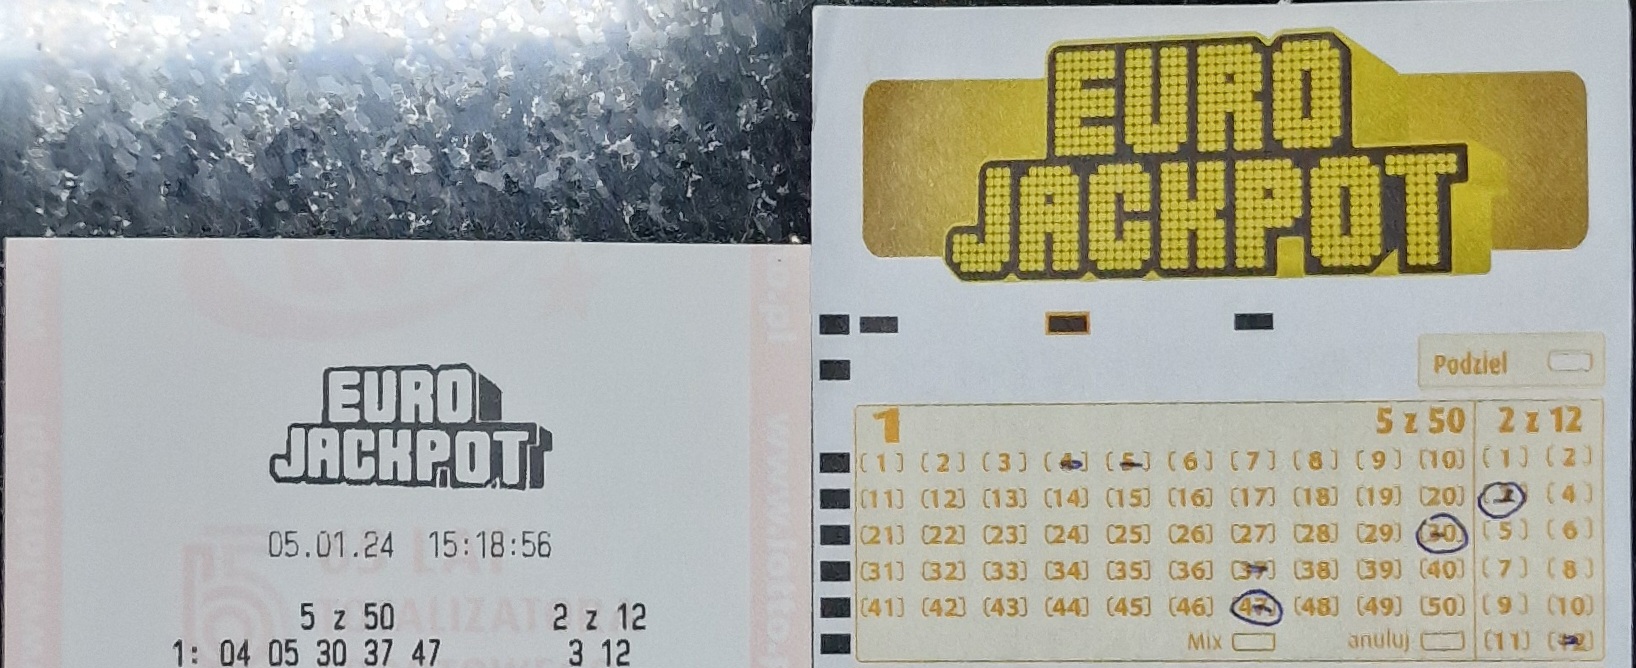 EURO
JACKPOT
05.01.24 15:18:56
5 z 50 2 z 12
1: 04 05 30 37 47 3 12
EURO
JACKPOT
Podziel
1 5 z 50 2 z 12
[1] [2] [3] [4] [5] [6] [7] [8] [9] [10] [1] [2]
[11] [12] [13] [14] [15] [16] [17] [18] [19] [20] [3] [4]
[21] [22] [23] [24] [25] [26] [27] [28] [29] [30] [5] [6]
[31] [32] [33] [34] [35] [36] [37] [38] [39] [40] [7] [8]
[41] [42] [43] [44] [45] [46] [47] [48] [49] [50] [9] [10]
Mix anuluj [11] [12]